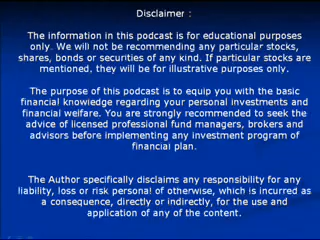 Disclaimer :
The information in this podcast is for educational purposes
only. We will not be recommending any particular stocks,
shares, bonds or securities of any kind. If particular stocks are
mentioned, they will be for illustrative purposes only.
The purpose of this podcast is to equip you with the basic
financial knowledge regarding your personal investments and
financial welfare. You are strongly recommended to seek the
advice of licensed professional fund managers, brokers and
advisors before implementing any investment program of
financial plan.
The Author specifically disclaims any responsibility for any
liability, loss or risk personal of otherwise, which is incurred as
a consequence, directly or indirectly, for the use and
application of any of the content.